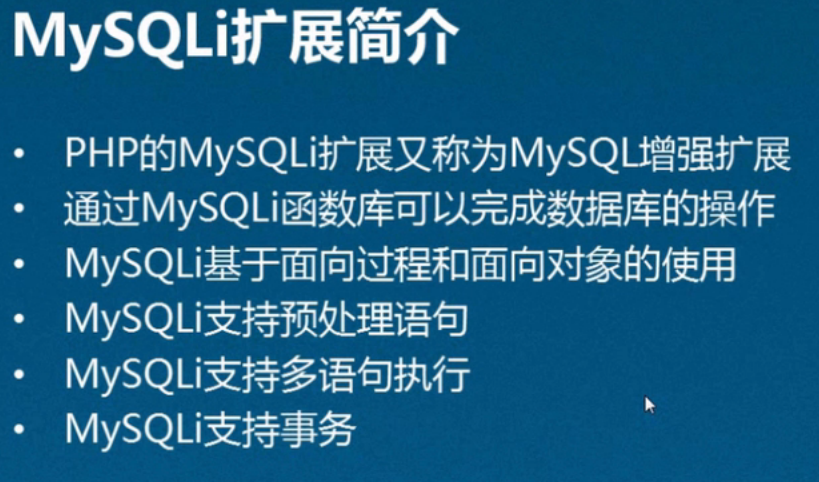 MySQLi扩展简介
• PHP的MySQLi扩展又称为MySQL增强扩展
• 通过MySQLi函数库可以完成数据库的操作
• MySQLi基于面向过程和面向对象的使用
• MySQLi支持预处理语句
• MySQLi支持多语句执行
• MySQLi支持事务